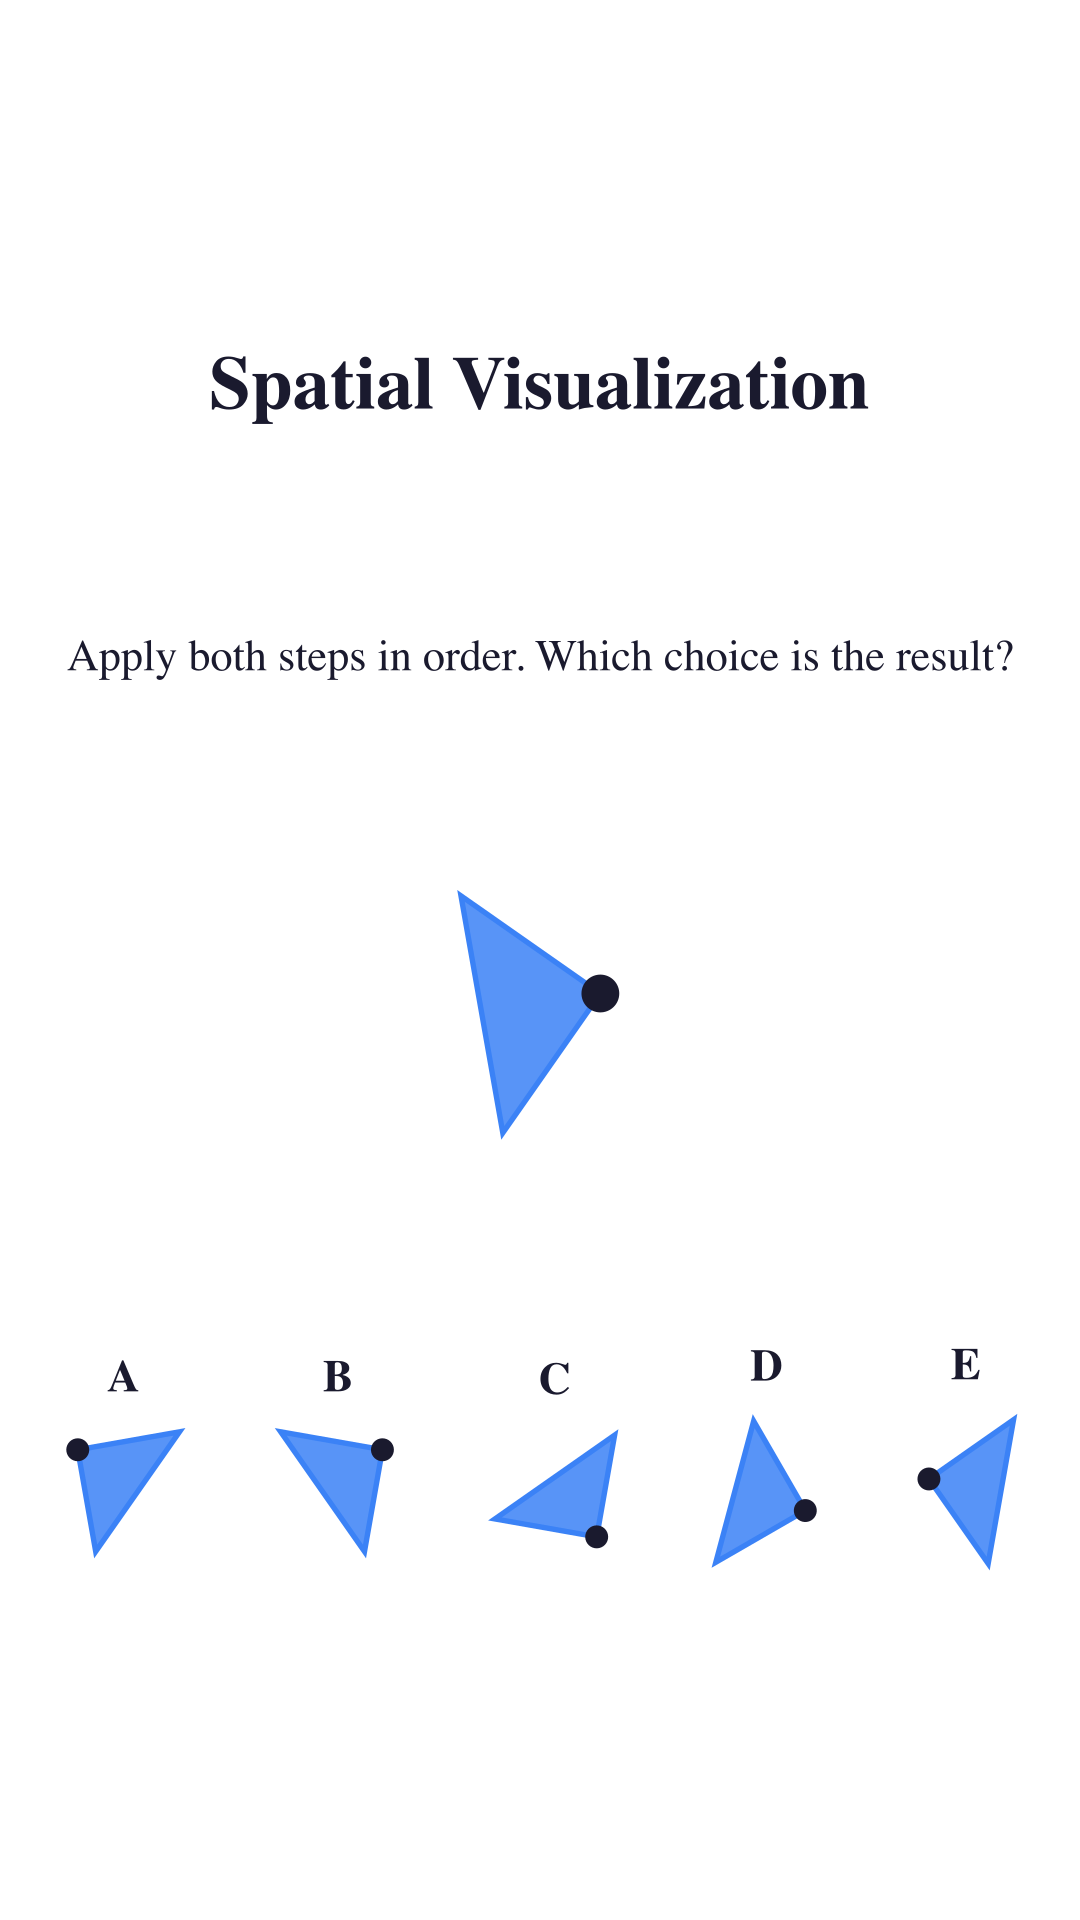 Spatial Visualization
Apply both steps in order. Which choice is the result?
A B C D E